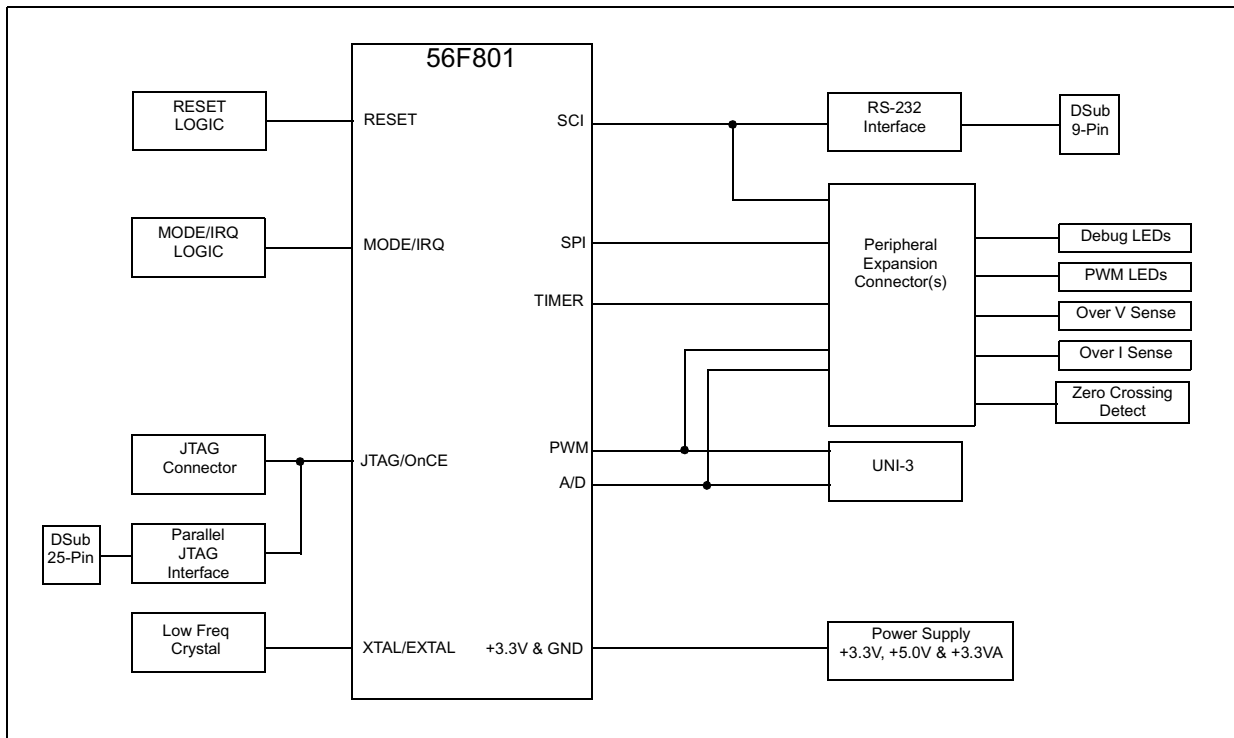 56F801
RESET
LOGIC
RESET
SCI
RS-232
Interface
DSub
9-Pin
MODE/IRQ
LOGIC
MODE/IRQ
SPI
TIMER
Peripheral
Expansion
Connector(s)
Debug LEDs
PWM LEDs
Over V Sense
Over I Sense
Zero Crossing
Detect
JTAG
Connector
JTAG/OnCE
PWM
A/D
UNI-3
DSub
25-Pin
Parallel
JTAG
Interface
Low Freq
Crystal
XTAL/EXTAL
+3.3V & GND
Power Supply
+3.3V, +5.0V & +3.3VA